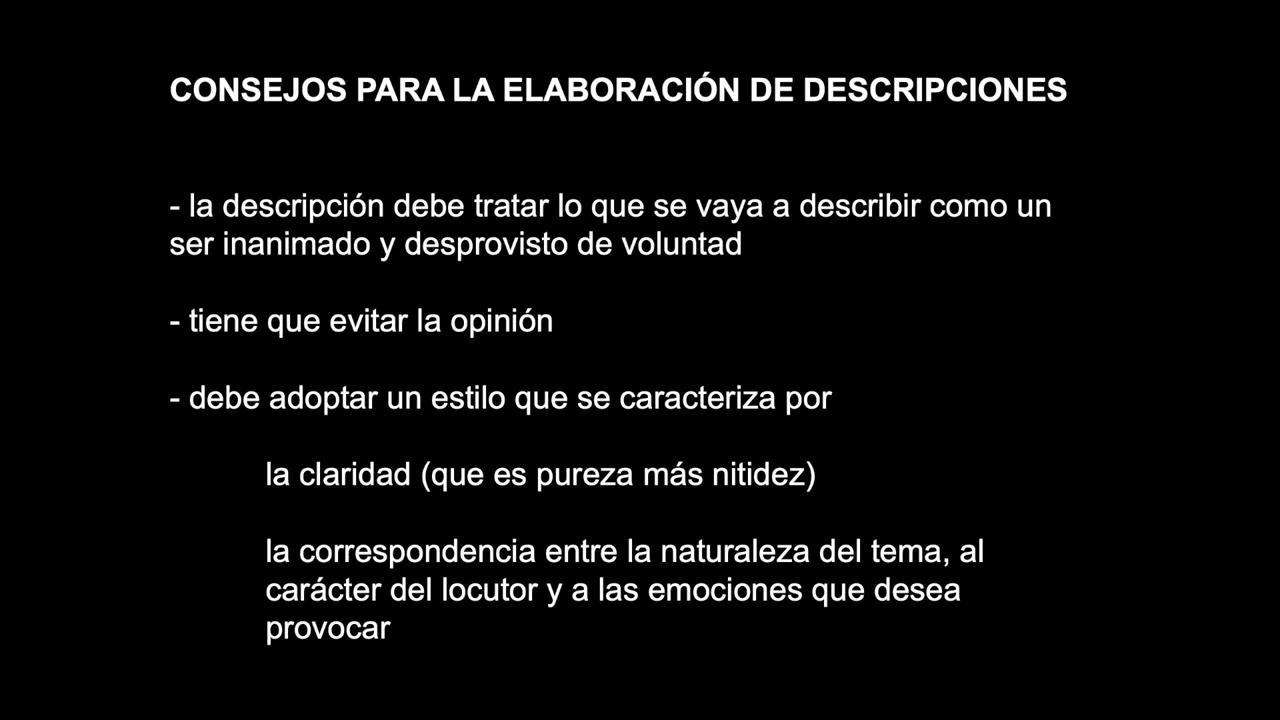 CONSEJOS PARA LA ELABORACIÓN DE DESCRIPCIONES
- la descripción debe tratar lo que se vaya a describir como un
ser inanimado y desprovisto de voluntad
- tiene que evitar la opinión
- debe adoptar un estilo que se caracteriza por
la claridad (que es pureza más nitidez)
la correspondencia entre la naturaleza del tema, al
carácter del locutor y a las emociones que desea
provocar